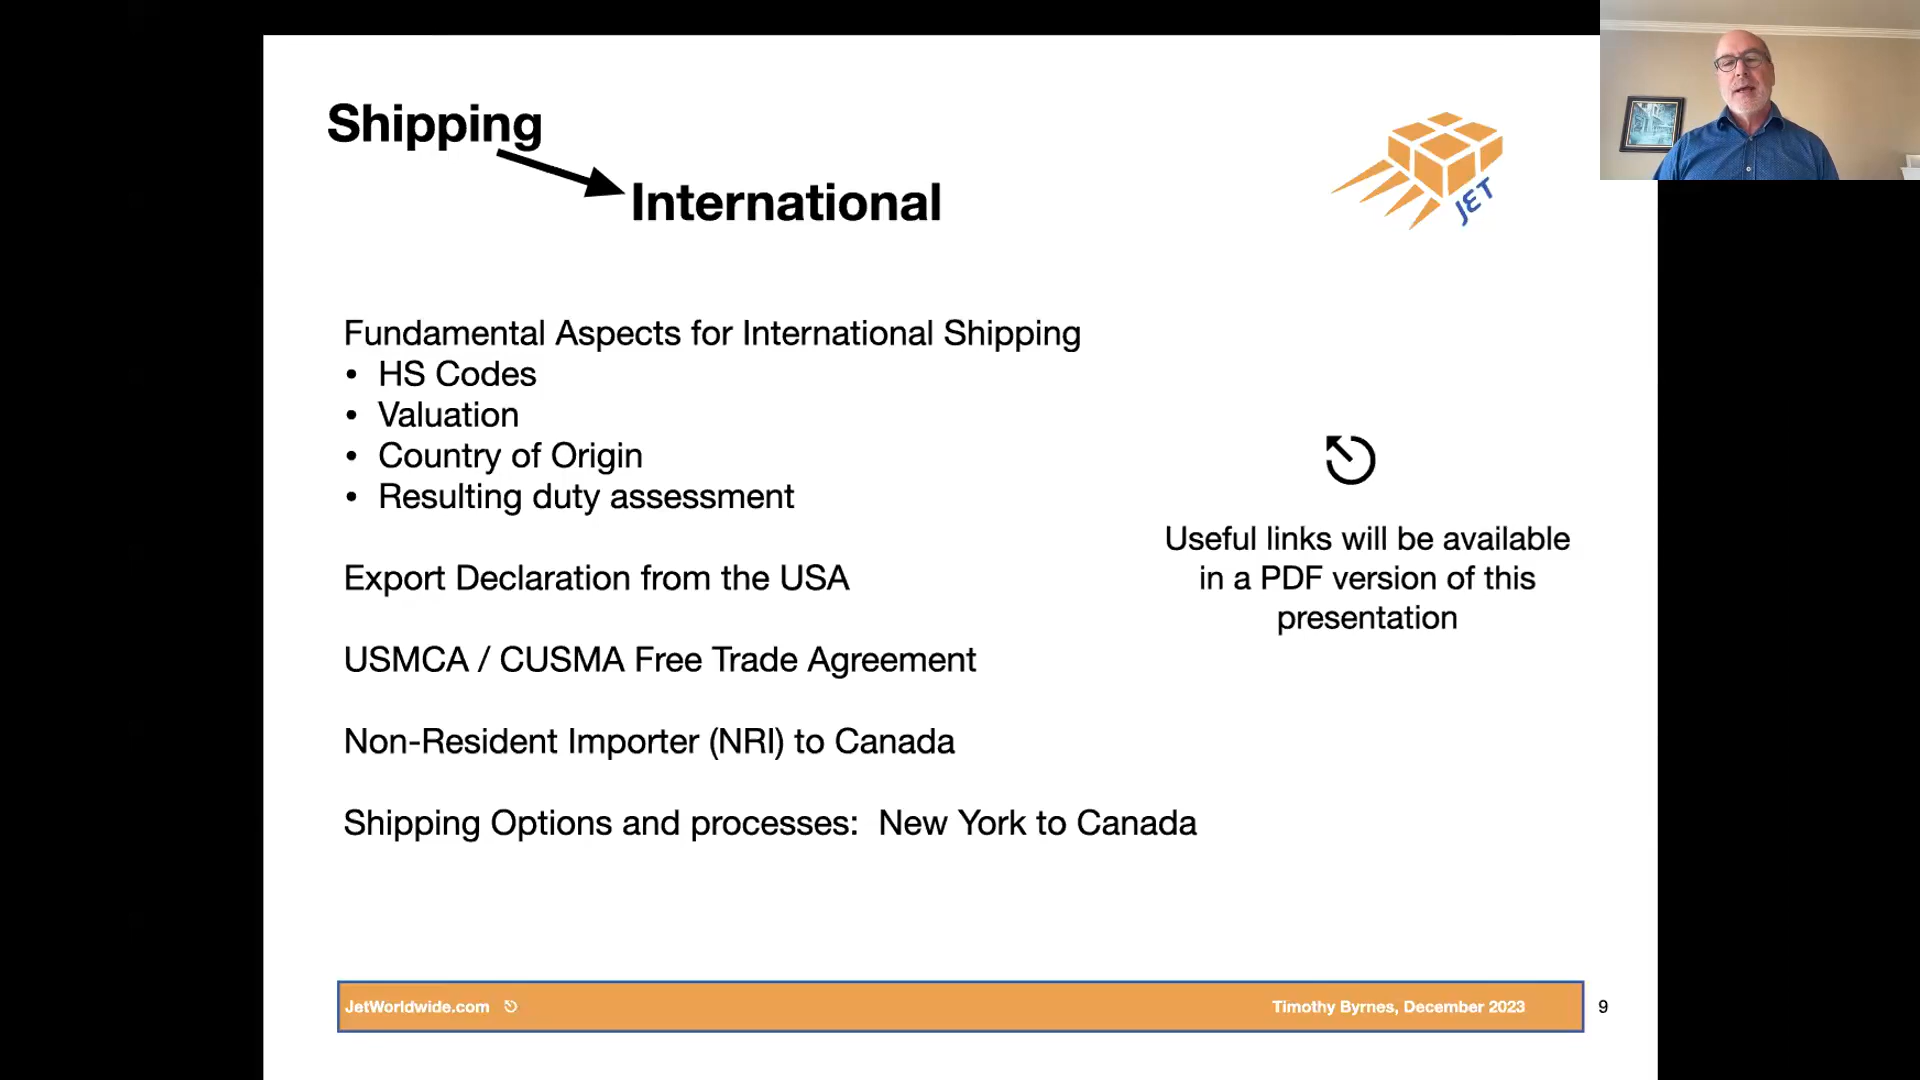 Shipping
International
JET
Fundamental Aspects for International Shipping
• HS Codes
• Valuation
• Country of Origin
• Resulting duty assessment
Export Declaration from the USA
USMCA / CUSMA Free Trade Agreement
Non-Resident Importer (NRI) to Canada
Shipping Options and processes: New York to Canada
Useful links will be available
in a PDF version of this
presentation
JetWorldwide.com
Timothy Byrnes, December 2023
9